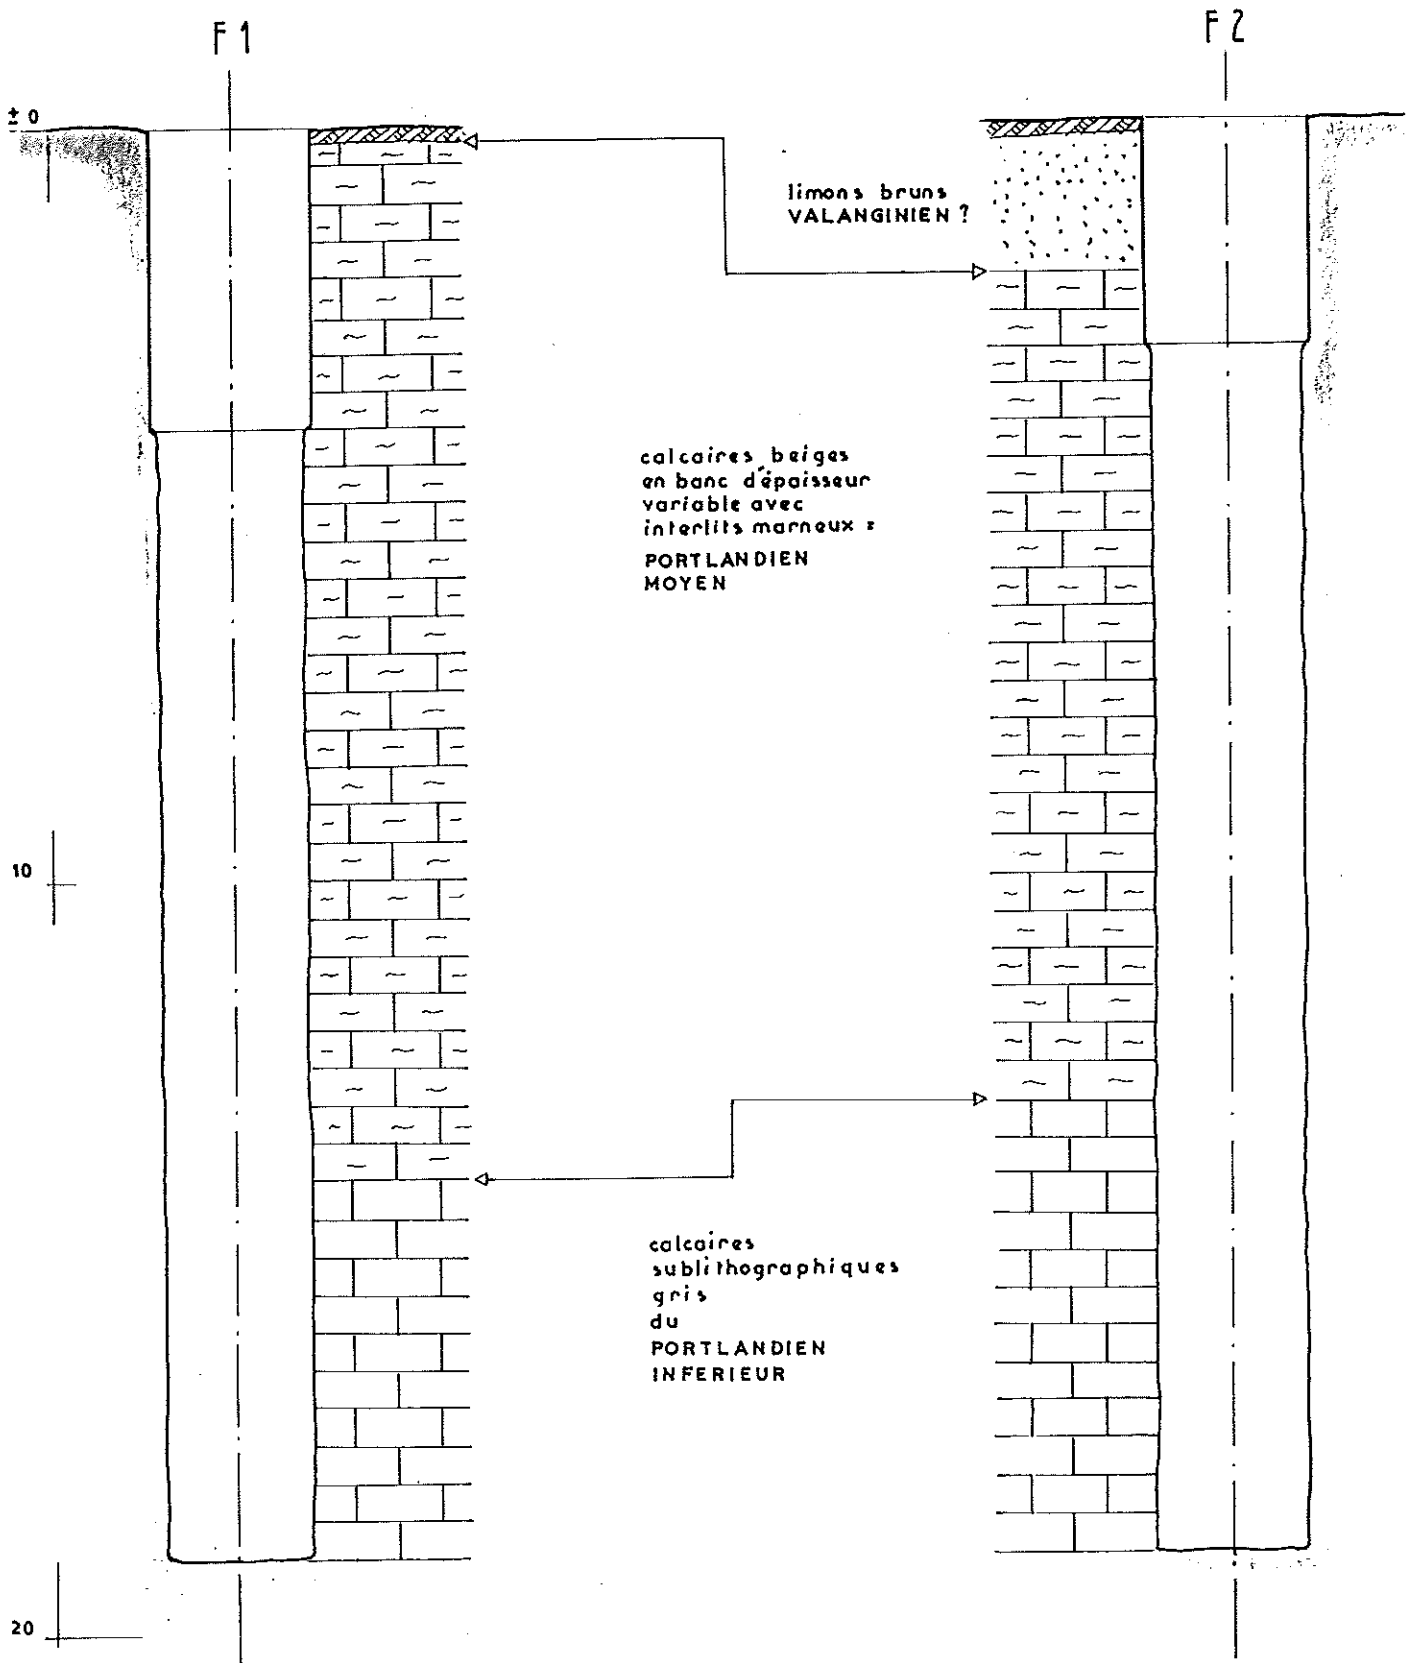 F 1
F 2
± 0
limons bruns
VALANGINIEN ?
calcaires beiges
en banc d'épaisseur
variable avec
interlits marneux :
PORTLANDIEN
MOYEN
10
calcaires
sublithographiques
gris
du
PORTLANDIEN
INFERIEUR
20